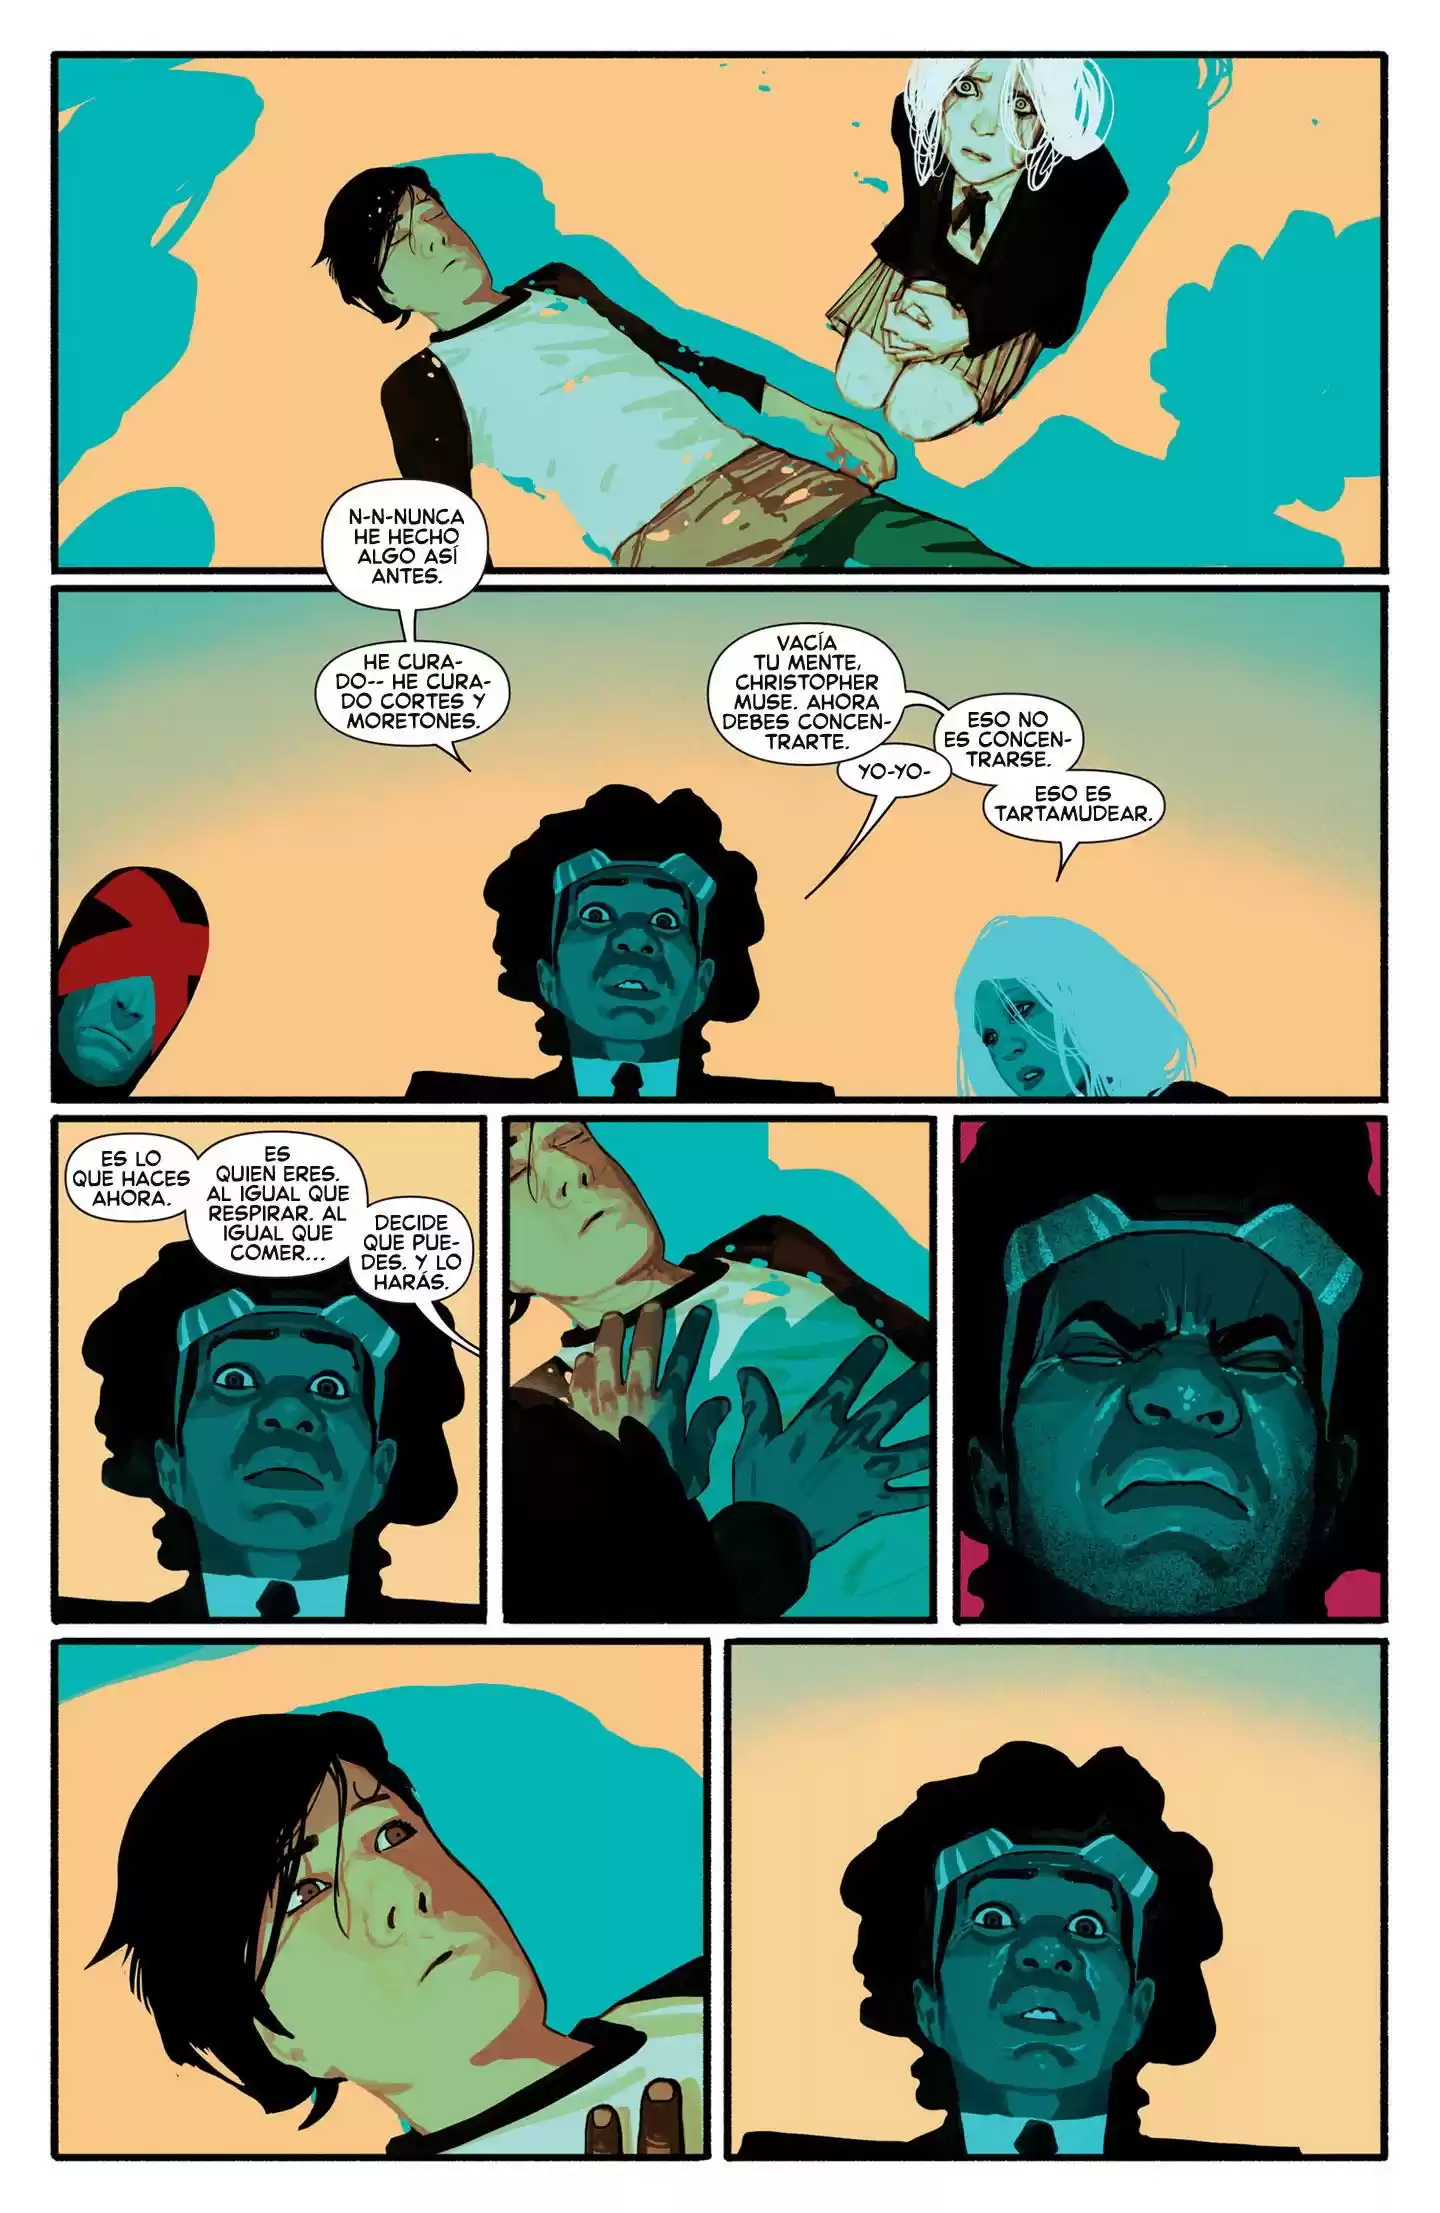 N-N-NUNCA
HE HECHO
ALGO ASÍ
ANTES.
HE CURA-
DO-- HE CURA-
DO CORTES Y
MORETONES.
VACÍA
TU MENTE,
CHRISTOPHER
MUSE. AHORA
DEBES CONCEN-
TRARTE.
YO-YO-
ESO NO
ES CONCEN-
TRARSE.
ESO ES
TARTAMUDEAR.
ES LO
QUE HACES
AHORA.
ES
QUIEN ERES.
AL IGUAL QUE
RESPIRAR. AL
IGUAL QUE
COMER...
DECIDE
QUE PUE-
DES. Y LO
HARÁS.